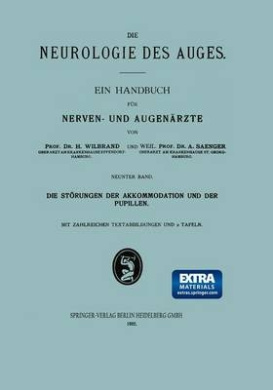 DIE
NEUROLOGIE DES AUGES.
EIN HANDBUCH
FÜR
NERVEN- UND AUGENÄRZTE
VON
PROF. DR. H. WILBRAND UND WEIL. PROF. DR. A. SAENGER
HAMBURG. HAMBURG.
NEUNTER BAND.
DIE STÖRUNGEN DER AKKOMMODATION UND DER
PUPILLEN.
MIT ZAHLREICHEN TEXTABBILDUNGEN UND 2 TAFELN.
EXTRA
MATERIALS
extras.springer.com
SPRINGER-VERLAG BERLIN HEIDELBERG GMBH